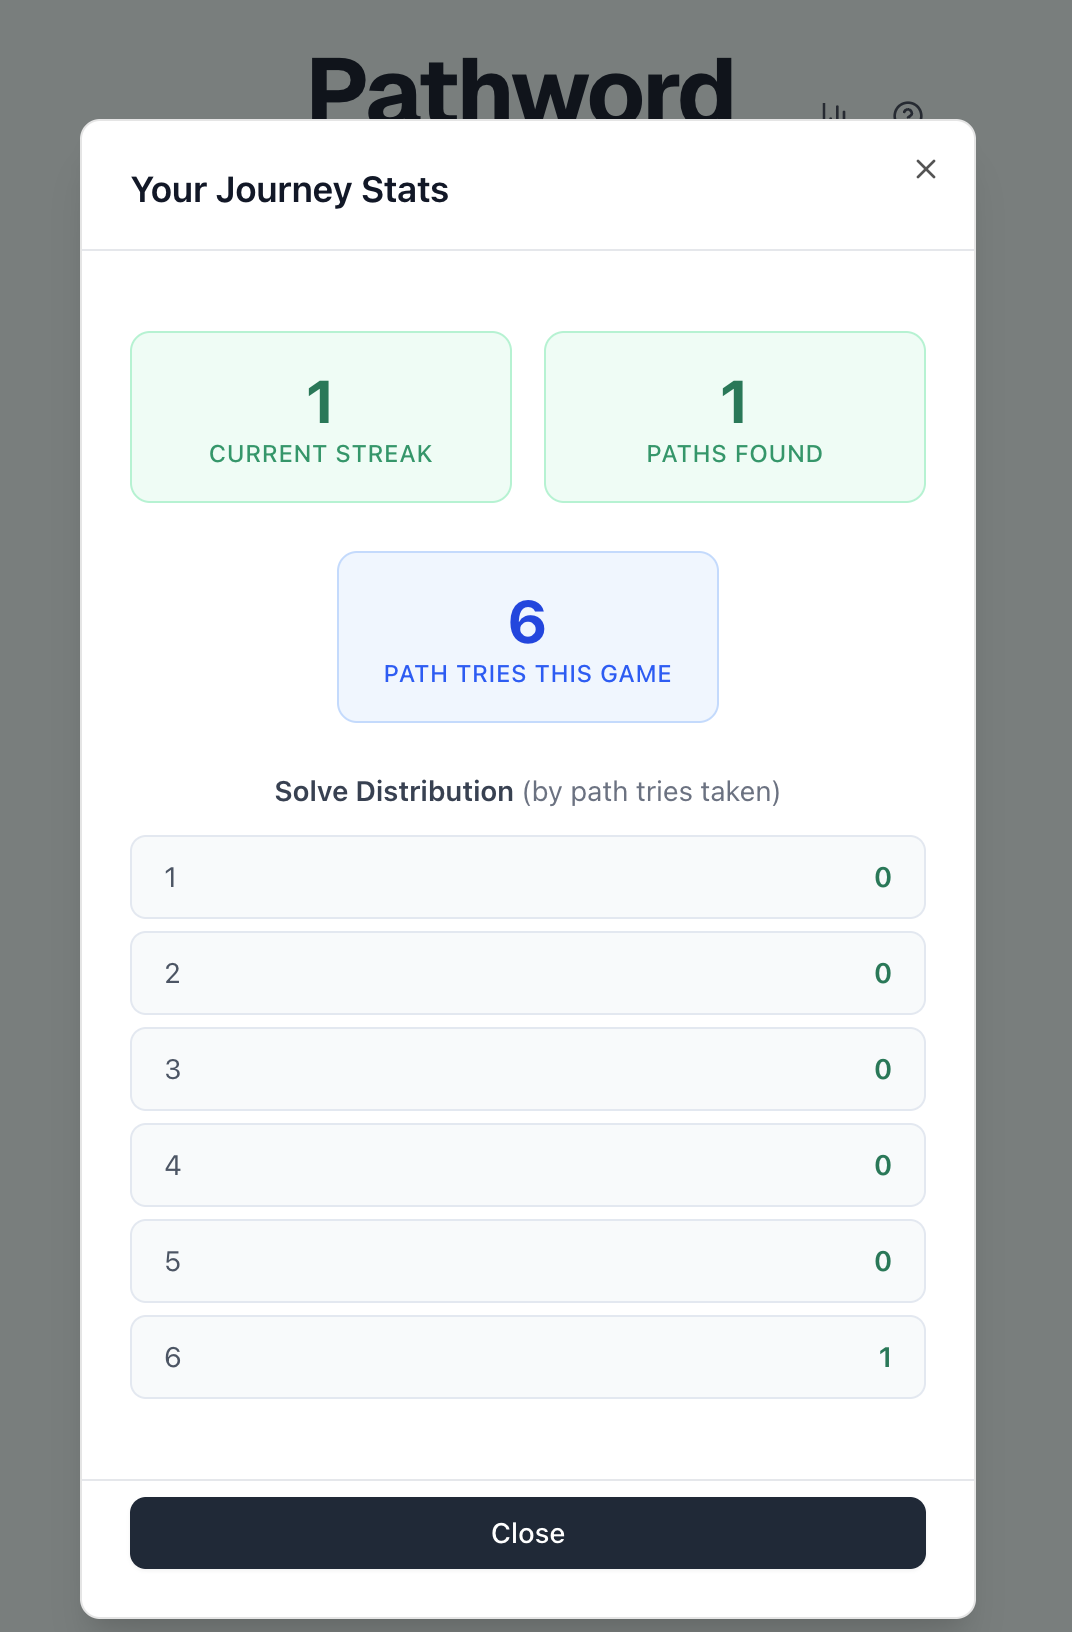 Pathword
Your Journey Stats
1
CURRENT STREAK
1
PATHS FOUND
6
PATH TRIES THIS GAME
Solve Distribution (by path tries taken)
1 0
2 0
3 0
4 0
5 0
6 1
Close